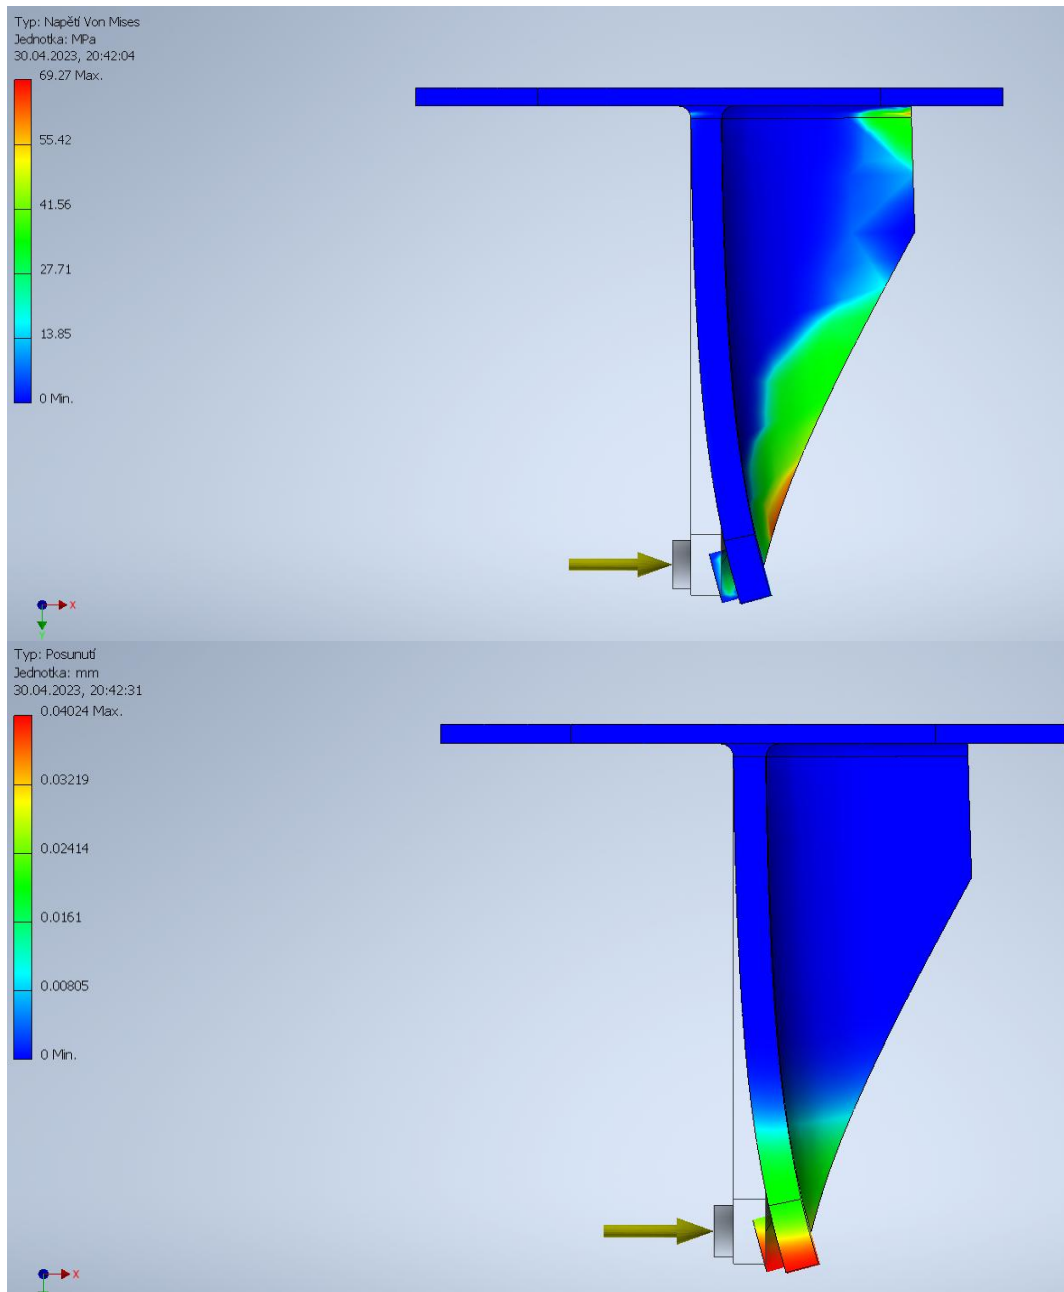 Typ: Napětí Von Mises
Jednotka: MPa
30.04.2023, 20:42:04
69.27 Max.
55.42
41.56
27.71
13.85
0 Min.
X
Y
Typ: Posunutí
Jednotka: mm
30.04.2023, 20:42:31
0.04024 Max.
0.03219
0.02414
0.0161
0.00805
0 Min.
X